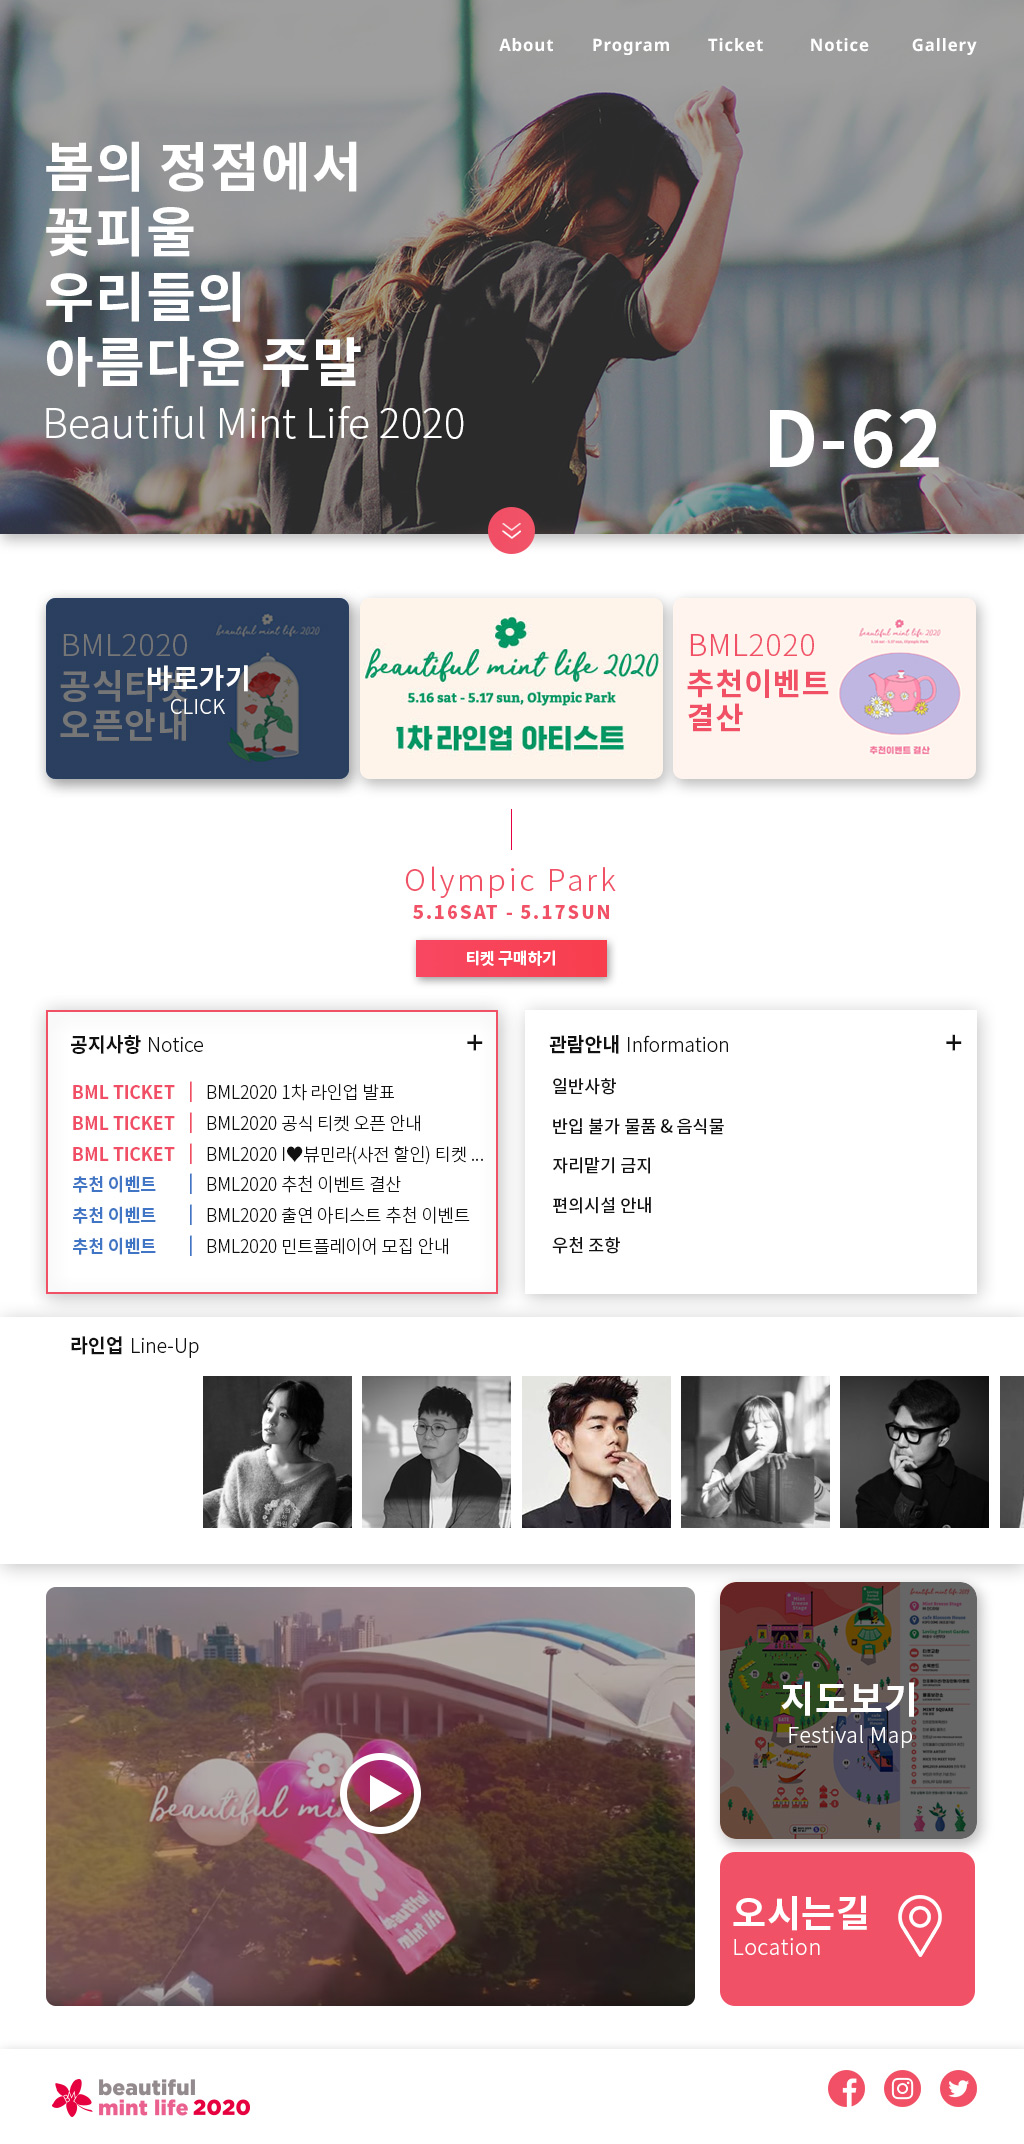 About Program Ticket Notice Gallery
봄의 정점에서
꽃피울
우리들의
아름다운 주말
Beautiful Mint Life 2020
D-62
BML2020
공식티켓
오픈안내
바로가기
CLICK
beautiful mint life 2020
beautiful mint life 2020
5.16 sat - 5.17 sun, Olympic Park
1차 라인업 아티스트
BML2020
추천이벤트
결산
beautiful mint life 2020
5.16 sat - 5.17 sun, Olympic Park
추천이벤트 결산
Olympic Park
5.16SAT - 5.17SUN
티켓 구매하기
공지사항 Notice +
BML TICKET | BML2020 1차 라인업 발표
BML TICKET | BML2020 공식 티켓 오픈 안내
BML TICKET | BML2020 I♥뷰민라(사전 할인) 티켓 ...
추천 이벤트 | BML2020 추천 이벤트 결산
추천 이벤트 | BML2020 출연 아티스트 추천 이벤트
추천 이벤트 | BML2020 민트플레이어 모집 안내
관람안내 Information +
일반사항
반입 불가 물품 & 음식물
자리맡기 금지
편의시설 안내
우천 조항
라인업 Line-Up
beautiful mi
beautiful
mint life
지도보기
Festival Map
오시는길
Location
beautiful
mint life 2020